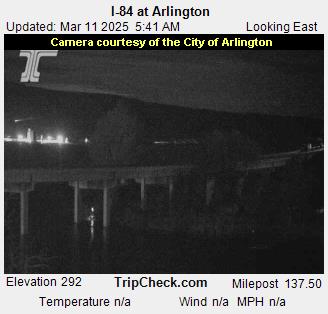 I-84 at Arlington
Updated: Mar 11 2025 5:41 AM Looking East
Camera courtesy of the City of Arlington
Elevation 292 TripCheck.com Milepost 137.50
Temperature n/a Wind n/a MPH n/a